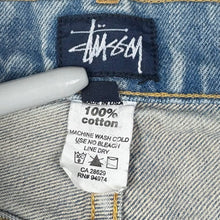 Stüssy
MADE IN USA
100%
cotton
MACHINE WASH COLD
USE NO BLEACH
LINE DRY
CA 28629
RN# 94974